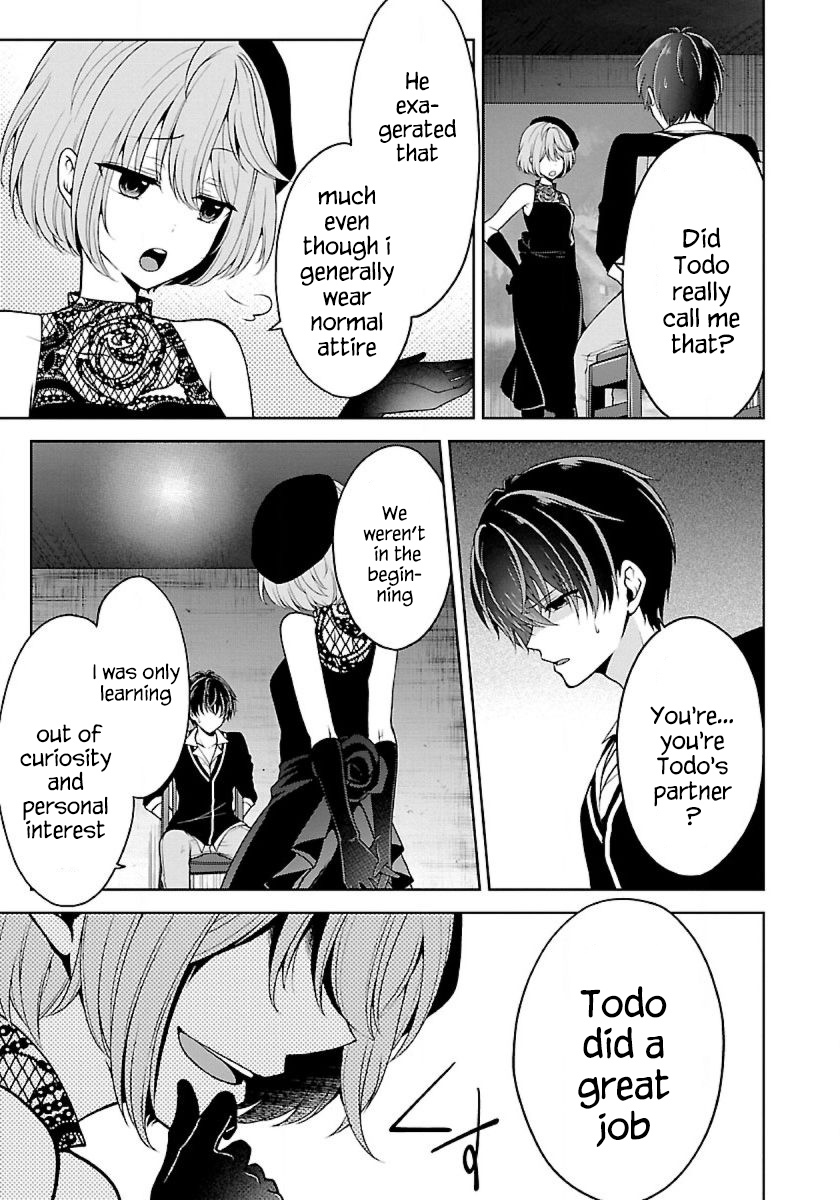 Did
Todo
really
call me
that?
He
exa-
gerated
that
much
even
though i
generally
wear
normal
attire
You're...
you're
Todo's
partner
?
We
weren't
in the
begin-
ning
I was only
learning
out of
curiosity
and
personal
interest
Todo
did a
great
job
くす